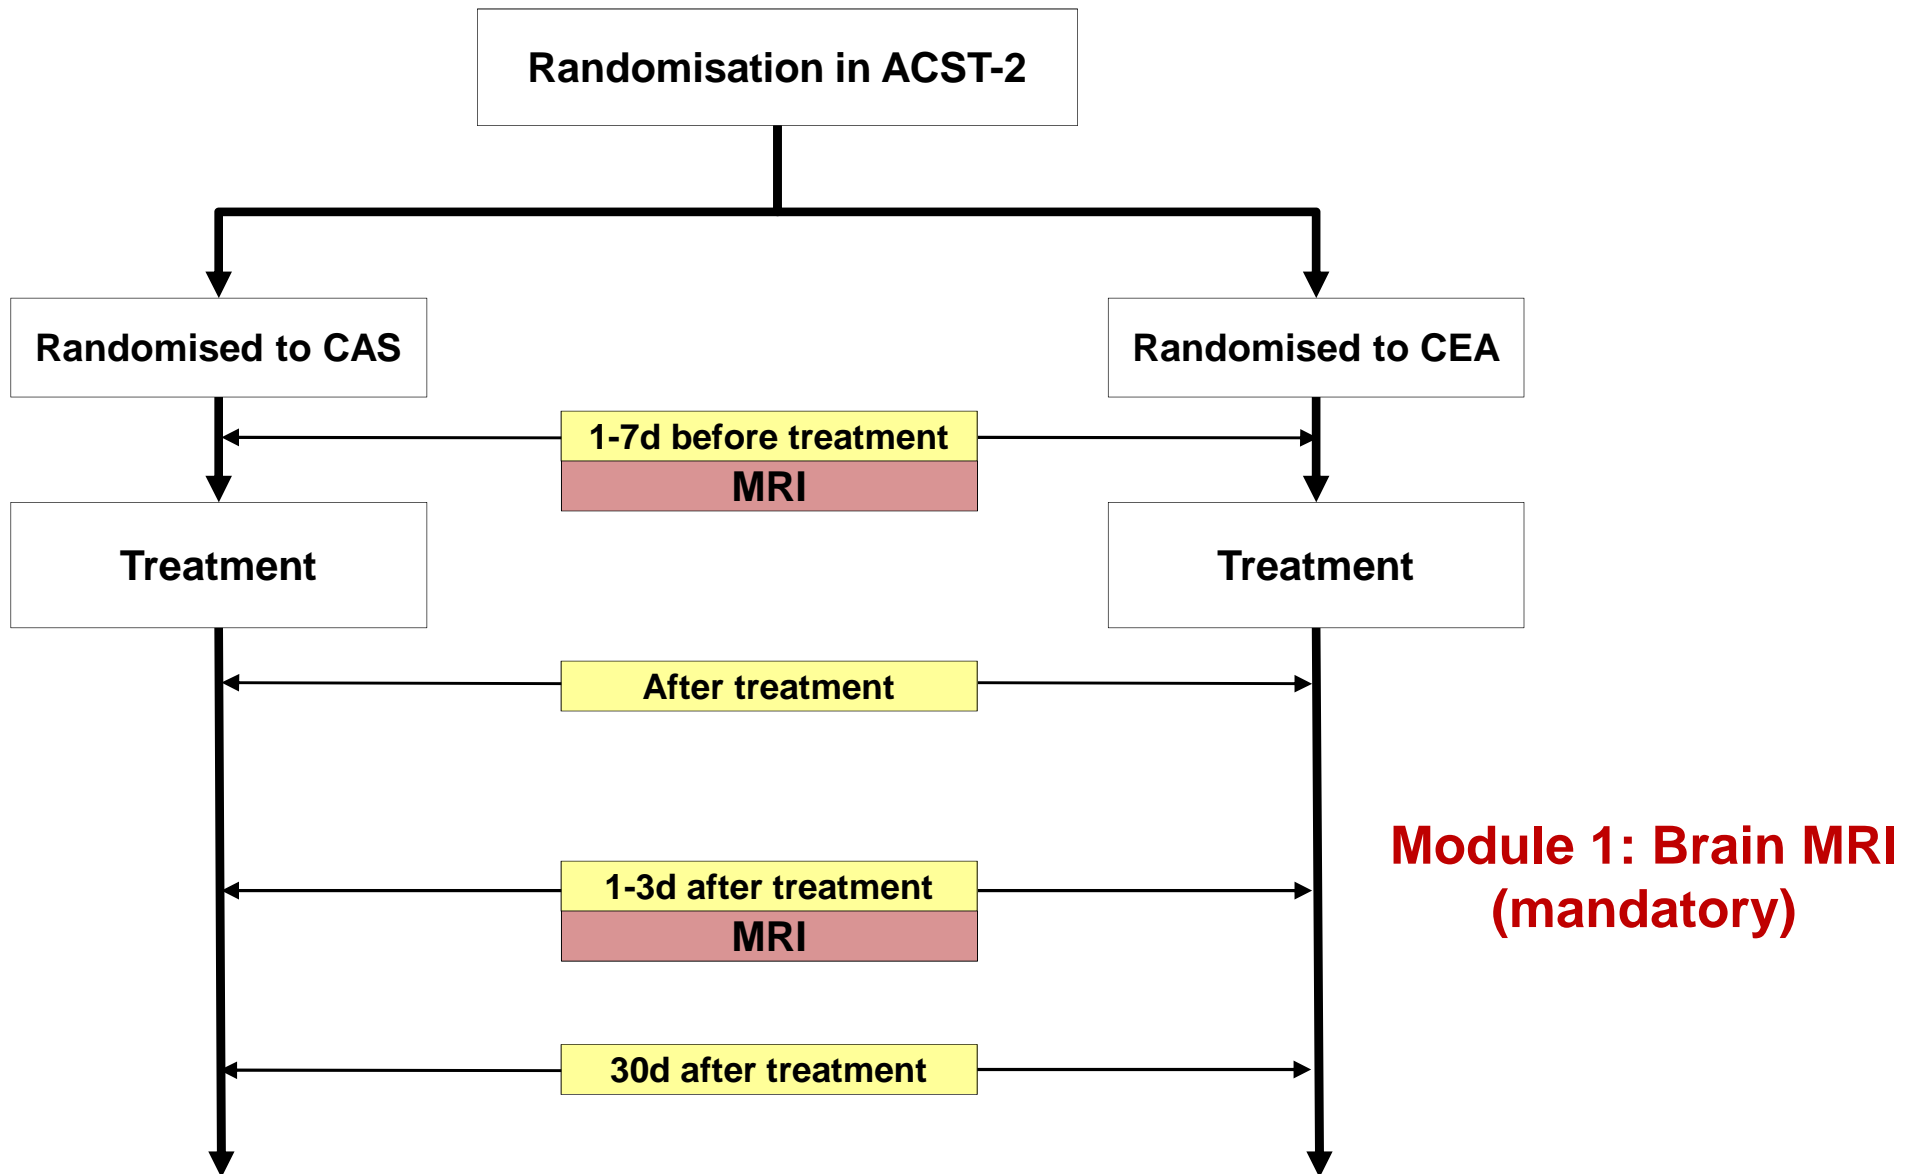 Randomisation in ACST-2
Randomised to CAS
Randomised to CEA
1-7d before treatment
MRI
Treatment
Treatment
After treatment
Module 1: Brain MRI
(mandatory)
1-3d after treatment
MRI
30d after treatment